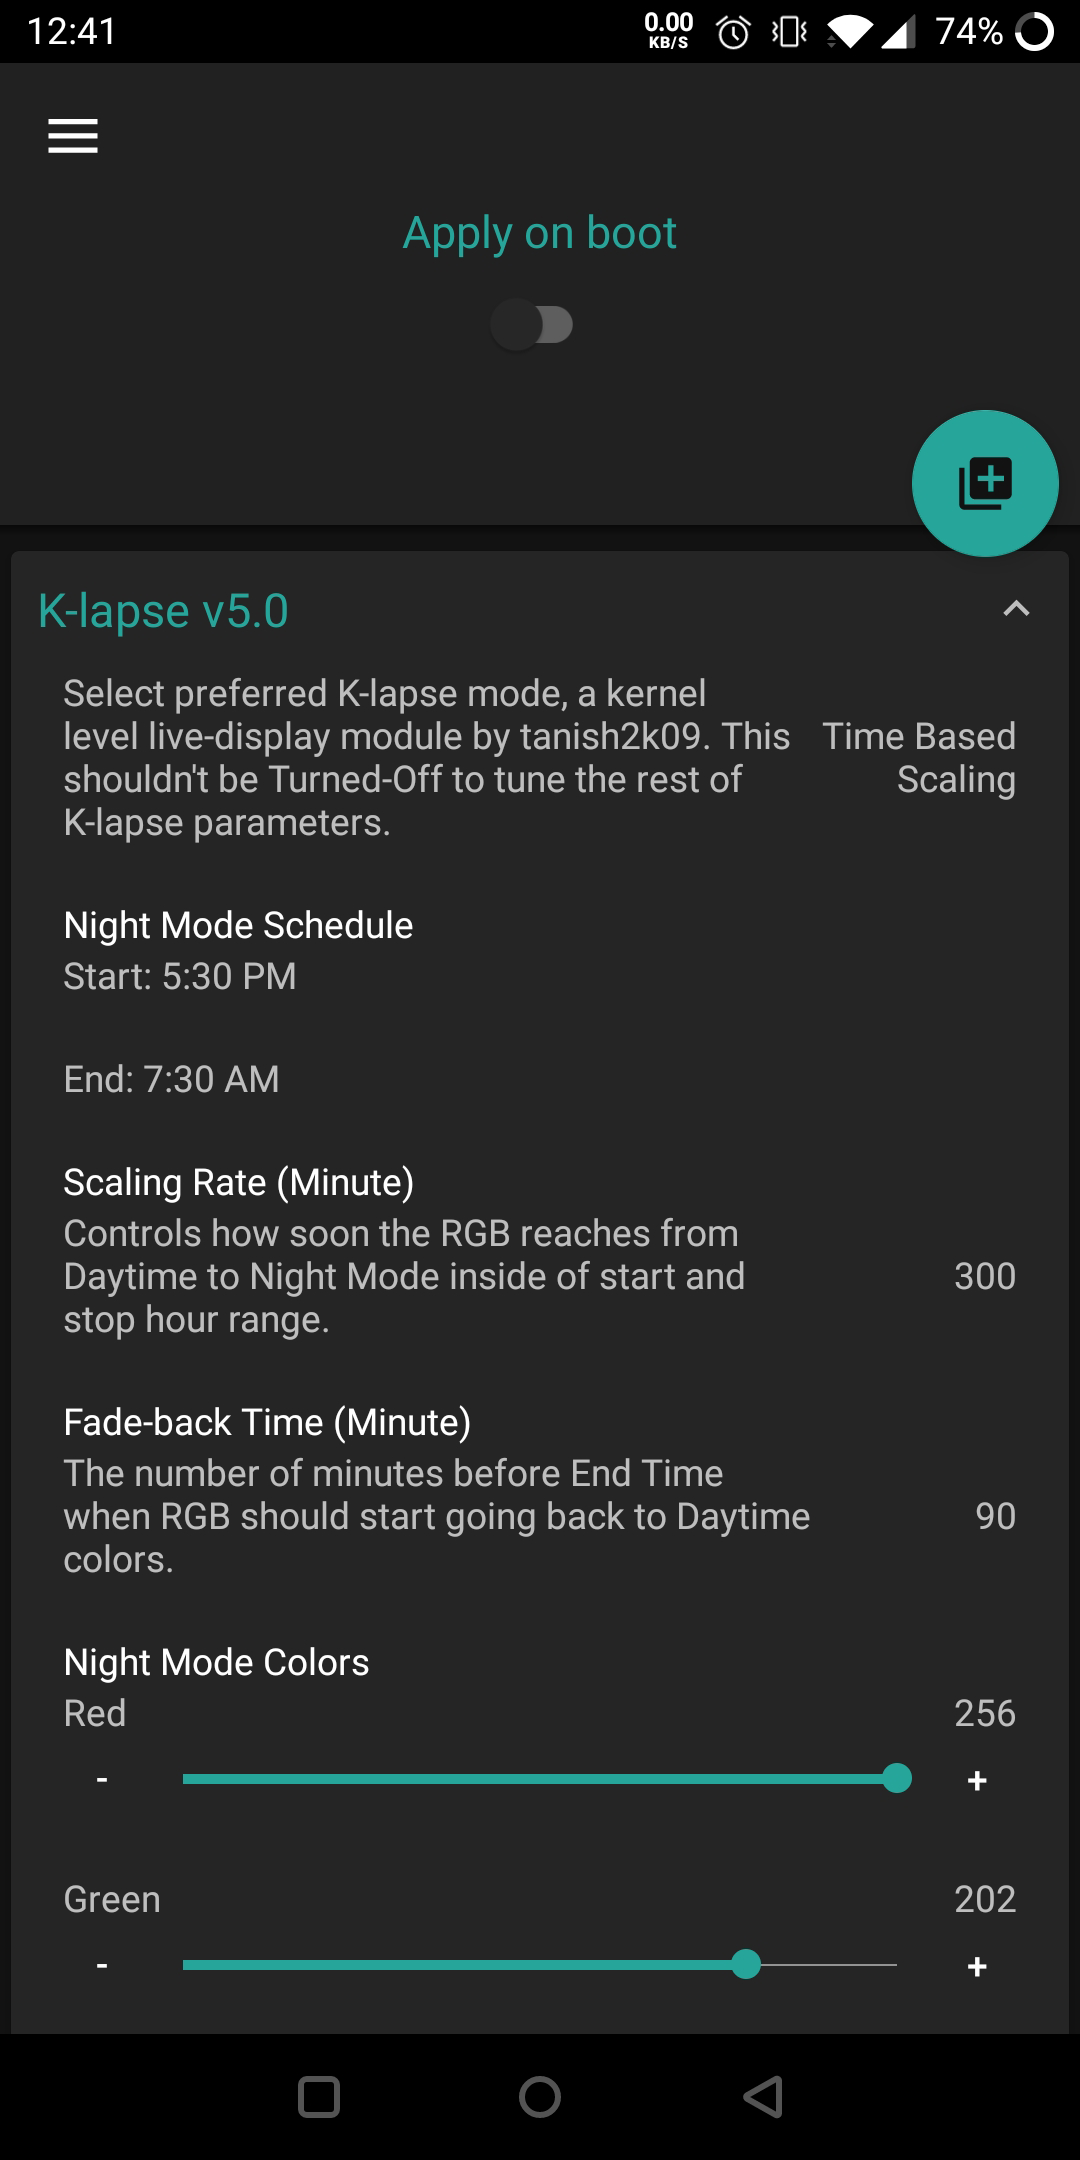 12:41
0.00
KB/S
74%
Apply on boot
K-lapse v5.0
Select preferred K-lapse mode, a kernel
level live-display module by tanish2k09. This
shouldn't be Turned-Off to tune the rest of
K-lapse parameters.
Time Based
Scaling
Night Mode Schedule
Start: 5:30 PM
End: 7:30 AM
Scaling Rate (Minute)
Controls how soon the RGB reaches from
Daytime to Night Mode inside of start and
stop hour range.
300
Fade-back Time (Minute)
The number of minutes before End Time
when RGB should start going back to Daytime
colors.
90
Night Mode Colors
Red
256
-
+
Green
202
-
+